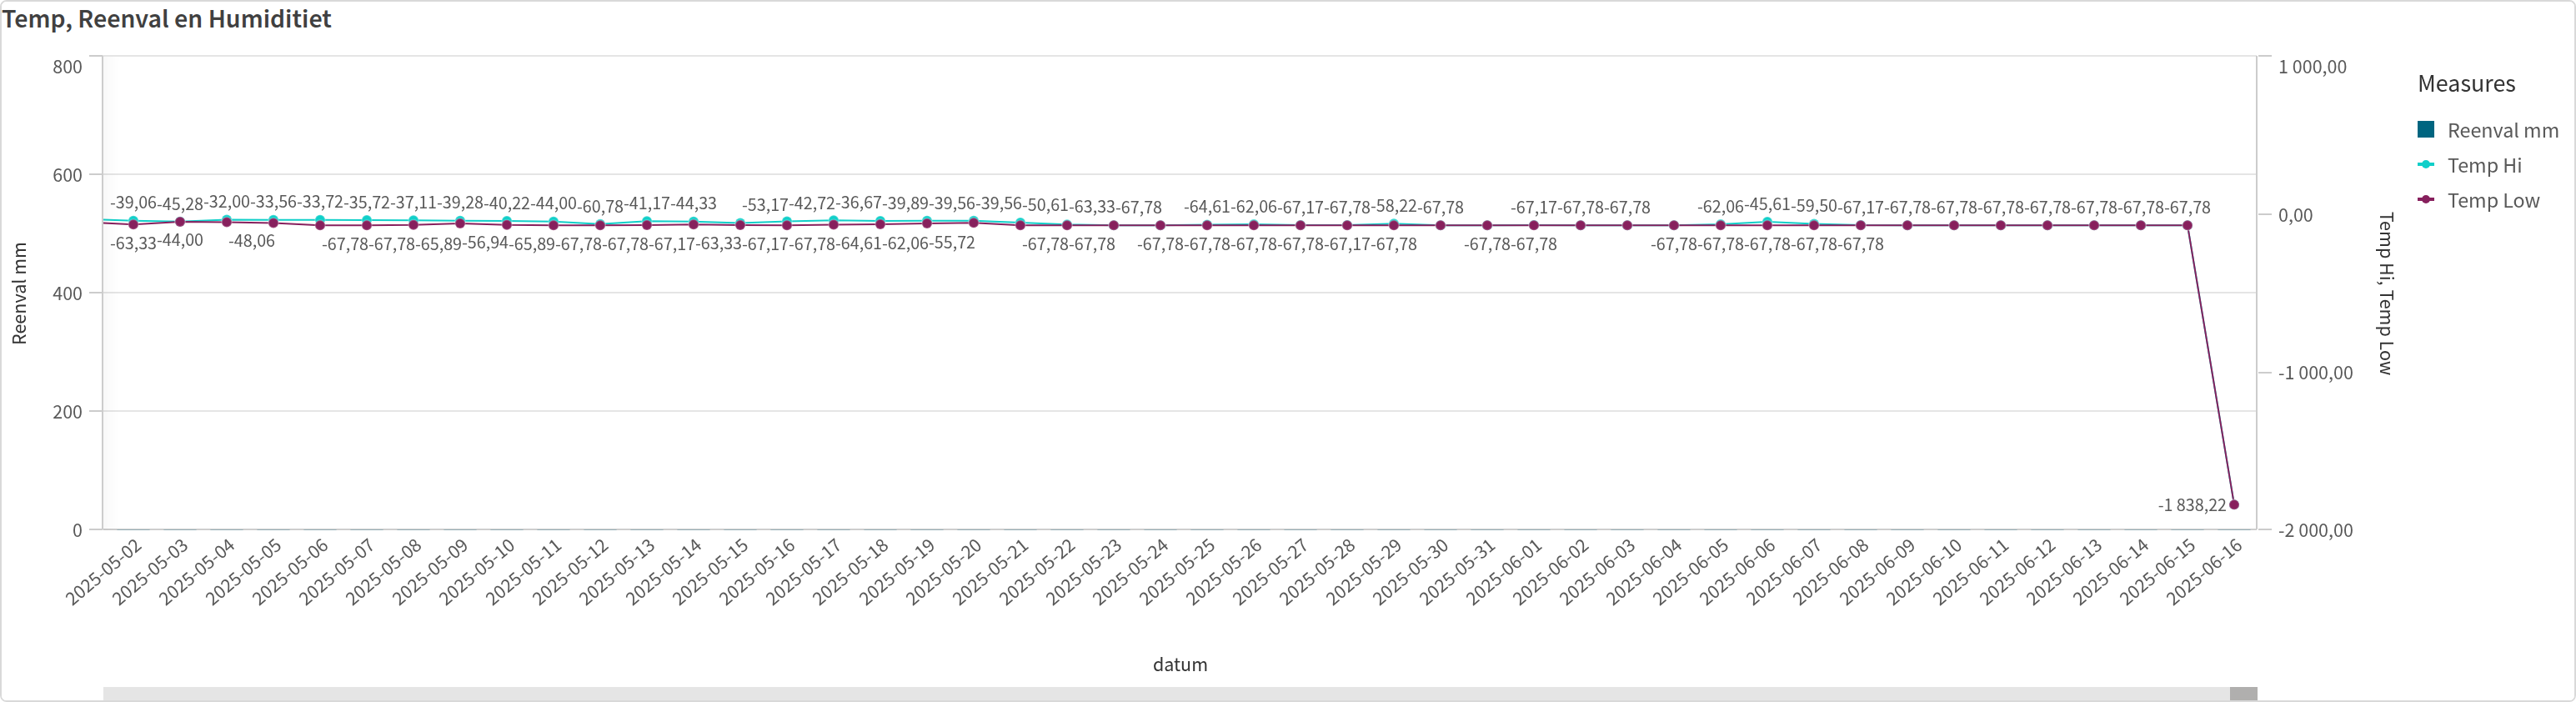 Temp, Reenval en Humiditiet
800
600
400
200
0
Reenval mm
1 000,00
0,00
-1 000,00
-2 000,00
Temp Hi, Temp Low
Measures
Reenval mm
Temp Hi
Temp Low
-39,06 -45,28 -32,00 -33,56 -33,72 -35,72 -37,11 -39,28 -40,22 -44,00 -60,78 -41,17 -44,33 -53,17 -42,72 -36,67 -39,89 -39,56 -39,56 -50,61 -63,33 -67,78 -64,61 -62,06 -67,17 -67,78 -58,22 -67,78 -67,17 -67,78 -67,78 -62,06 -45,61 -59,50 -67,17 -67,78 -67,78 -67,78 -67,78 -67,78 -67,78 -67,78
-63,33 -44,00 -48,06 -67,78 -67,78 -65,89 -56,94 -65,89 -67,78 -67,78 -67,17 -63,33 -67,17 -67,78 -64,61 -62,06 -55,72 -67,78 -67,78 -67,78 -67,78 -67,78 -67,78 -67,17 -67,78 -67,78 -67,78 -67,78 -67,78 -67,78 -67,78 -67,78
-1 838,22
2025-05-02 2025-05-03 2025-05-04 2025-05-05 2025-05-06 2025-05-07 2025-05-08 2025-05-09 2025-05-10 2025-05-11 2025-05-12 2025-05-13 2025-05-14 2025-05-15 2025-05-16 2025-05-17 2025-05-18 2025-05-19 2025-05-20 2025-05-21 2025-05-22 2025-05-23 2025-05-24 2025-05-25 2025-05-26 2025-05-27 2025-05-28 2025-05-29 2025-05-30 2025-05-31 2025-06-01 2025-06-02 2025-06-03 2025-06-04 2025-06-05 2025-06-06 2025-06-07 2025-06-08 2025-06-09 2025-06-10 2025-06-11 2025-06-12 2025-06-13 2025-06-14 2025-06-15 2025-06-16
datum